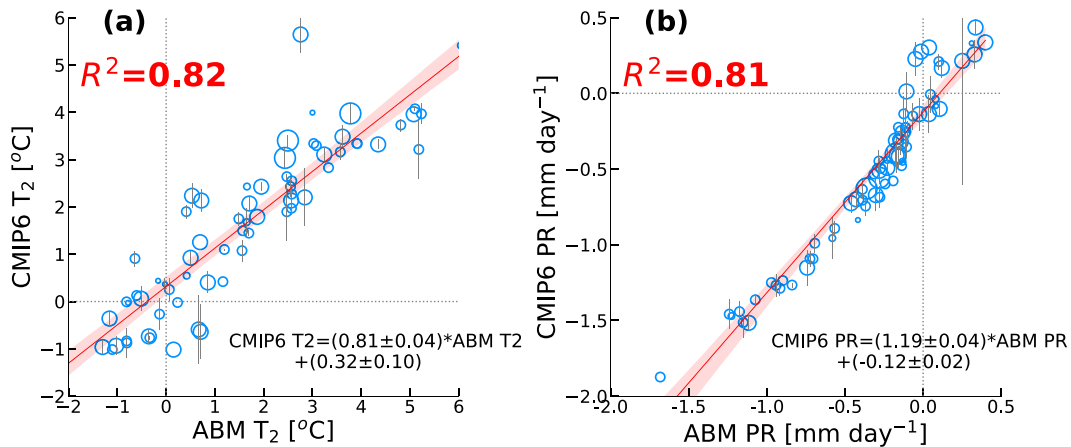 (a)
R²=0.82
CMIP6 T₂ [°C]
6
5
4
3
2
1
0
−1
−2
−2 −1 0 1 2 3 4 5 6
ABM T₂ [°C]
CMIP6 T2=(0.81±0.04)*ABM T2
+(0.32±0.10)
(b)
R²=0.81
CMIP6 PR [mm day⁻¹]
0.5
0.0
−0.5
−1.0
−1.5
−2.0
-2.0 -1.5 -1.0 -0.5 0.0 0.5
ABM PR [mm day⁻¹]
CMIP6 PR=(1.19±0.04)*ABM PR
+(-0.12±0.02)